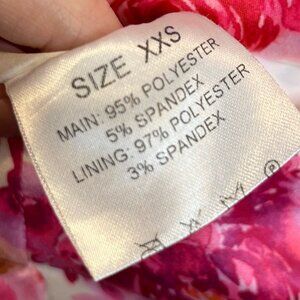 SIZE XXS
MAIN: 95% POLYESTER
5% SPANDEX
LINING: 97% POLYESTER
3% SPANDEX
P